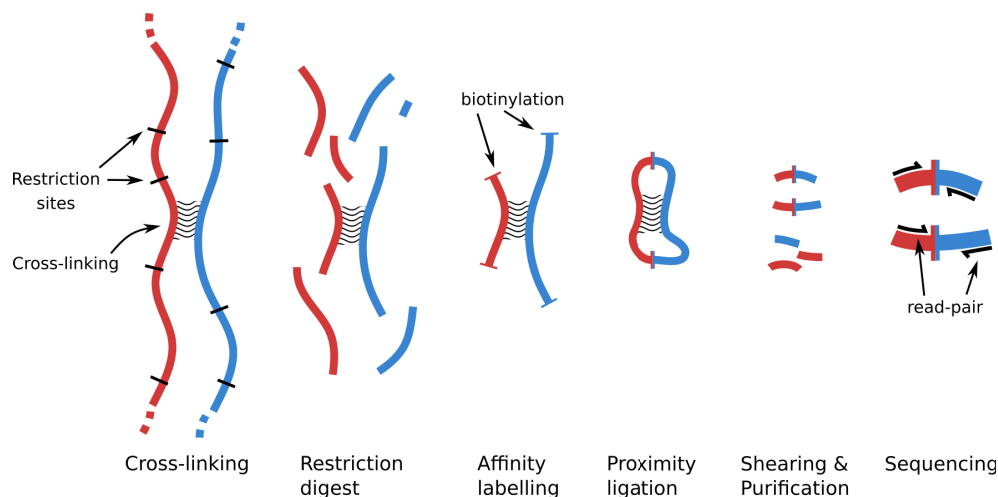 biotinylation
Restriction
sites
Cross-linking
read-pair
Cross-linking
Restriction
digest
Affinity
labelling
Proximity
ligation
Shearing &
Purification
Sequencing